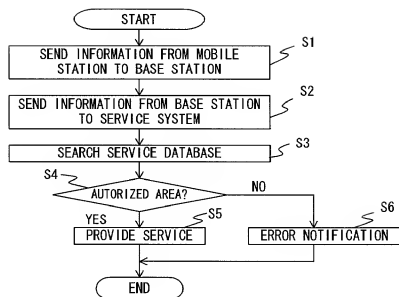 START
S1
SEND INFORMATION FROM MOBILE
STATION TO BASE STATION
S2
SEND INFORMATION FROM BASE STATION
TO SERVICE SYSTEM
S3
SEARCH SERVICE DATABASE
S4
AUTORIZED AREA?
NO
YES
S5
PROVIDE SERVICE
S6
ERROR NOTIFICATION
END